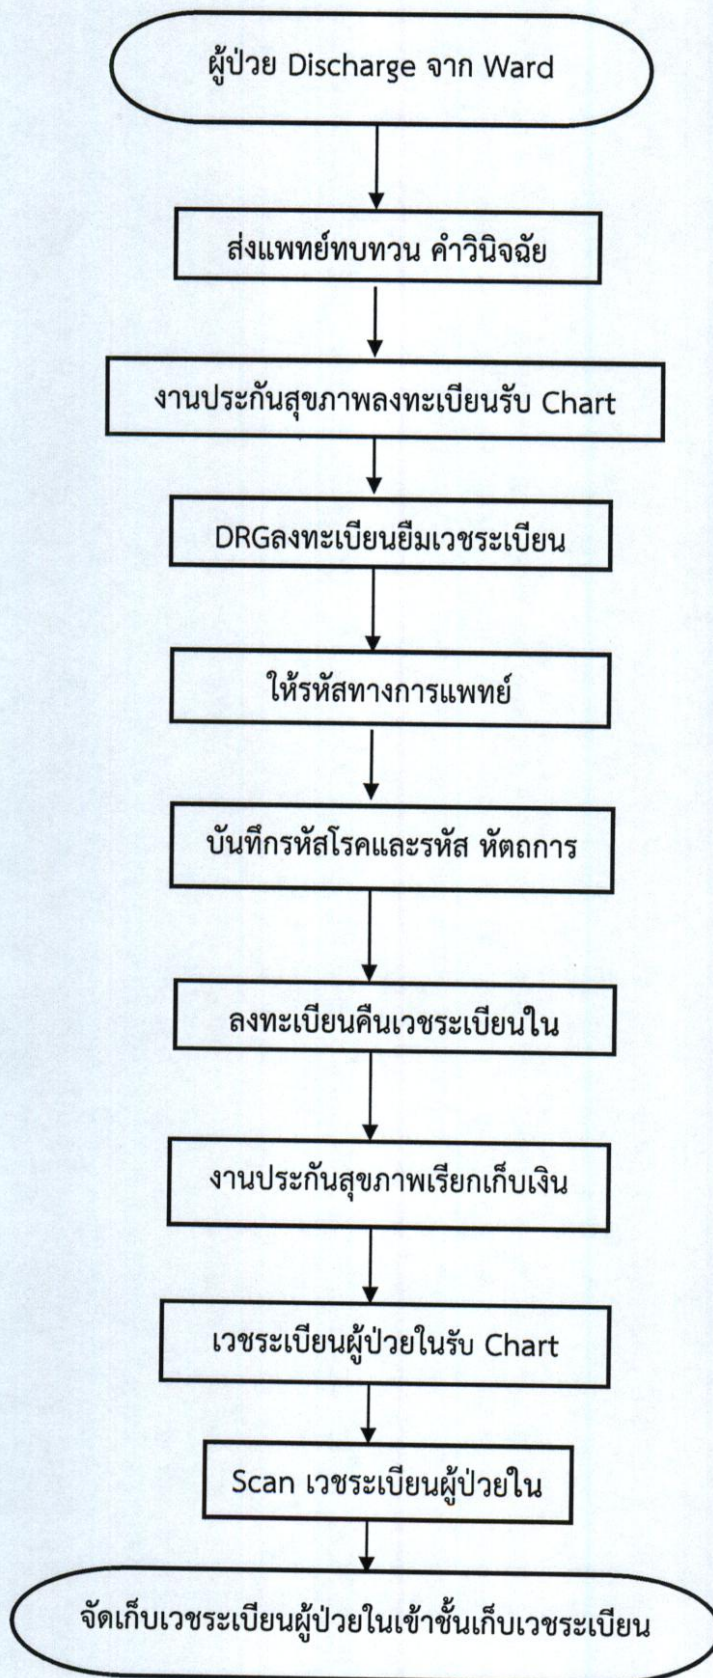 ผู้ป่วย Discharge จาก Ward
ส่งแพทย์ทบทวน คำวินิจฉัย
งานประกันสุขภาพลงทะเบียนรับ Chart
DRGลงทะเบียนยืมเวชระเบียน
ให้รหัสทางการแพทย์
บันทึกรหัสโรคและรหัส หัตถการ
ลงทะเบียนคืนเวชระเบียนใน
งานประกันสุขภาพเรียกเก็บเงิน
เวชระเบียนผู้ป่วยในรับ Chart
Scan เวชระเบียนผู้ป่วยใน
จัดเก็บเวชระเบียนผู้ป่วยในเข้าชั้นเก็บเวชระเบียน